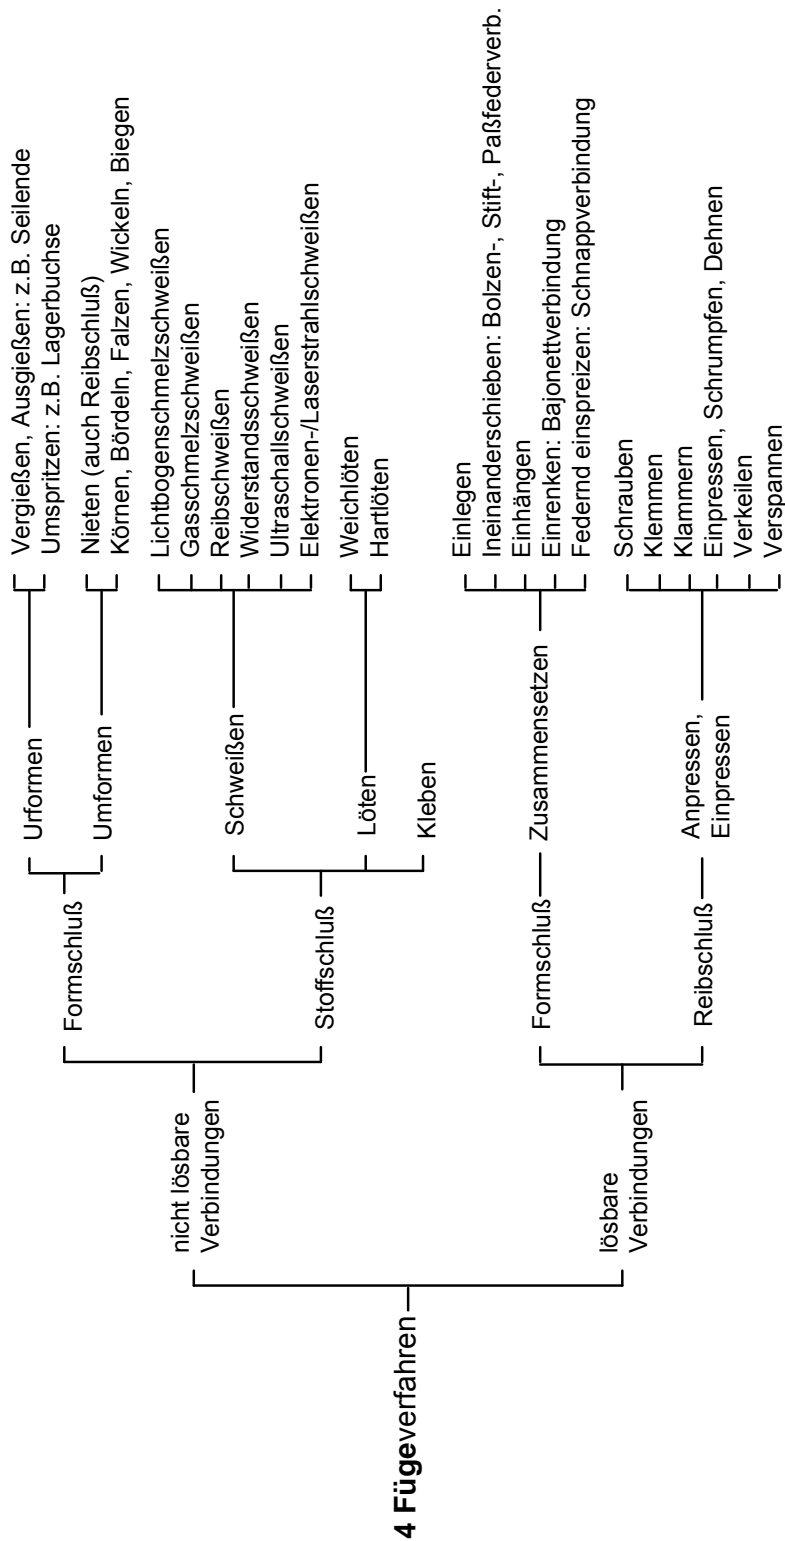 4 Fügeverfahren
nicht lösbare
Verbindungen
Formschluß
Urformen
Vergießen, Ausgießen: z.B. Seilende
Umspritzen: z.B. Lagerbuchse
Umformen
Nieten (auch Reibschluß)
Körnen, Bördeln, Falzen, Wickeln, Biegen
Stoffschluß
Schweißen
Lichtbogenschmelzschweißen
Gasschmelzschweißen
Reibschweißen
Widerstandsschweißen
Ultraschallschweißen
Elektronen-/Laserstrahlschweißen
Löten
Weichlöten
Hartlöten
Kleben
lösbare
Verbindungen
Formschluß
Zusammensetzen
Einlegen
Ineinanderschieben: Bolzen-, Stift-, Paßfederverb.
Einhängen
Einrenken: Bajonettverbindung
Federnd einspreizen: Schnappverbindung
Reibschluß
Anpressen,
Einpressen
Schrauben
Klemmen
Klammern
Einpressen, Schrumpfen, Dehnen
Verkeilen
Verspannen